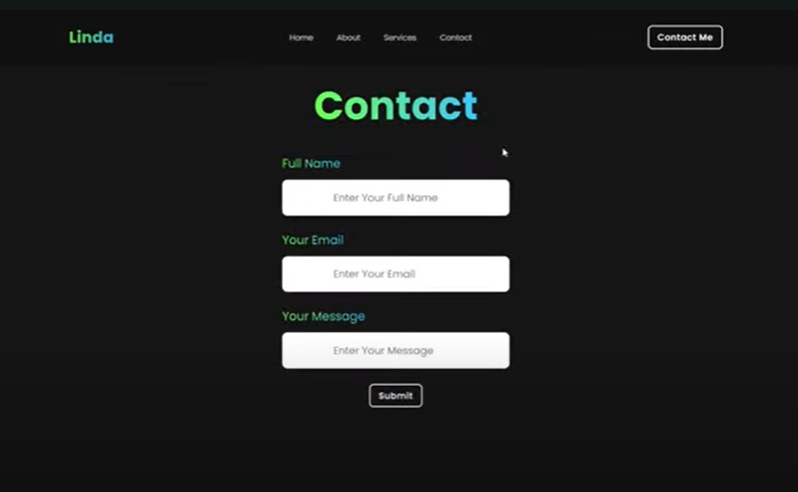 Linda
Home About Services Contact
Contact Me
Contact
Full Name
Enter Your Full Name
Your Email
Enter Your Email
Your Message
Enter Your Message
Submit